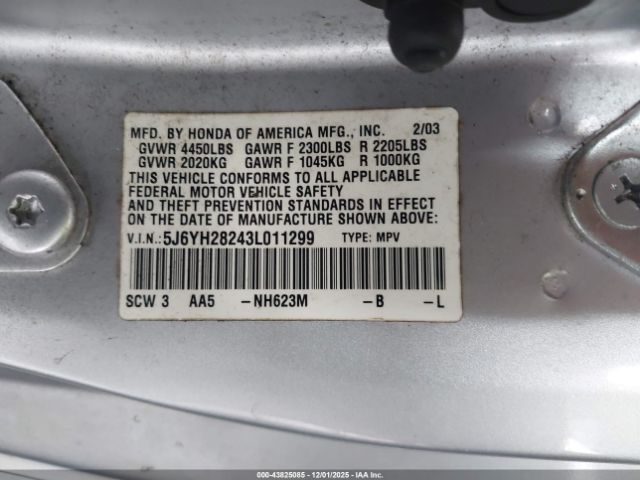 MFD. BY HONDA OF AMERICA MFG., INC. 2/03
GVWR 4450LBS GAWR F 2300LBS R 2205LBS
GVWR 2020KG GAWR F 1045KG R 1000KG
THIS VEHICLE CONFORMS TO ALL APPLICABLE
FEDERAL MOTOR VEHICLE SAFETY
AND THEFT PREVENTION STANDARDS IN EFFECT
ON THE DATE OF MANUFACTURE SHOWN ABOVE:
V.I.N.:5J6YH28243L011299 TYPE: MPV
SCW 3 AA5 -NH623M -B -L
000-43825085 - 12/01/2025 - IAA Inc.